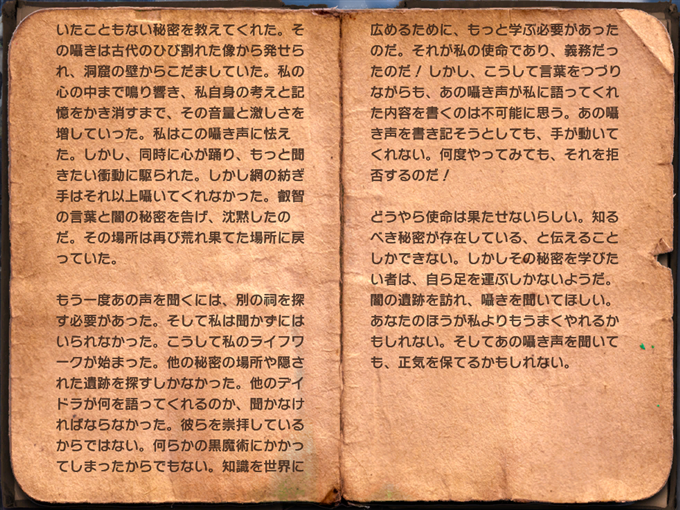 いたこともない秘密を教えてくれた。そ
の囁きは古代のひび割れた像から発せら
れ、洞窟の壁からこだましていた。私の
心の中まで鳴り響き、私自身の考えと記
憶をかき消すまで、その音量と激しさを
増していった。私はこの囁き声に怯え
た。しかし、同時に心が踊り、もっと聞
きたい衝動に駆られた。しかし網の紡ぎ
手はそれ以上囁いてくれなかった。叡智
の言葉と闇の秘密を告げ、沈黙したの
だ。その場所は再び荒れ果てた場所に戻
っていた。
もう一度あの声を聞くには、別の祠を探
す必要があった。そして私は聞かずには
いられなかった。こうして私のライフワ
ークが始まった。他の秘密の場所や隠さ
れた遺跡を探すしかなかった。他のデイ
ドラが何を語ってくれるのか、聞かなけ
ればならなかった。彼らを崇拝している
からではない。何らかの黒魔術にかかっ
てしまったからでもない。知識を世界に
広めるために、もっと学ぶ必要があった
のだ。それが私の使命であり、義務だっ
たのだ！しかし、こうして言葉をつづり
ながらも、あの囁き声が私に語ってくれ
た内容を書くのは不可能に思う。あの囁
き声を書き記そうとしても、手が動いて
くれない。何度やってみても、それを拒
否するのだ！
どうやら使命は果たせないらしい。知る
べき秘密が存在している、と伝えること
しかできない。しかしその秘密を学びた
い者は、自ら足を運ぶしかないようだ。
闇の遺跡を訪れ、囁きを聞いてほしい。
あなたのほうが私よりもうまくやれるか
もしれない。そしてあの囁き声を聞いて
も、正気を保てるかもしれない。